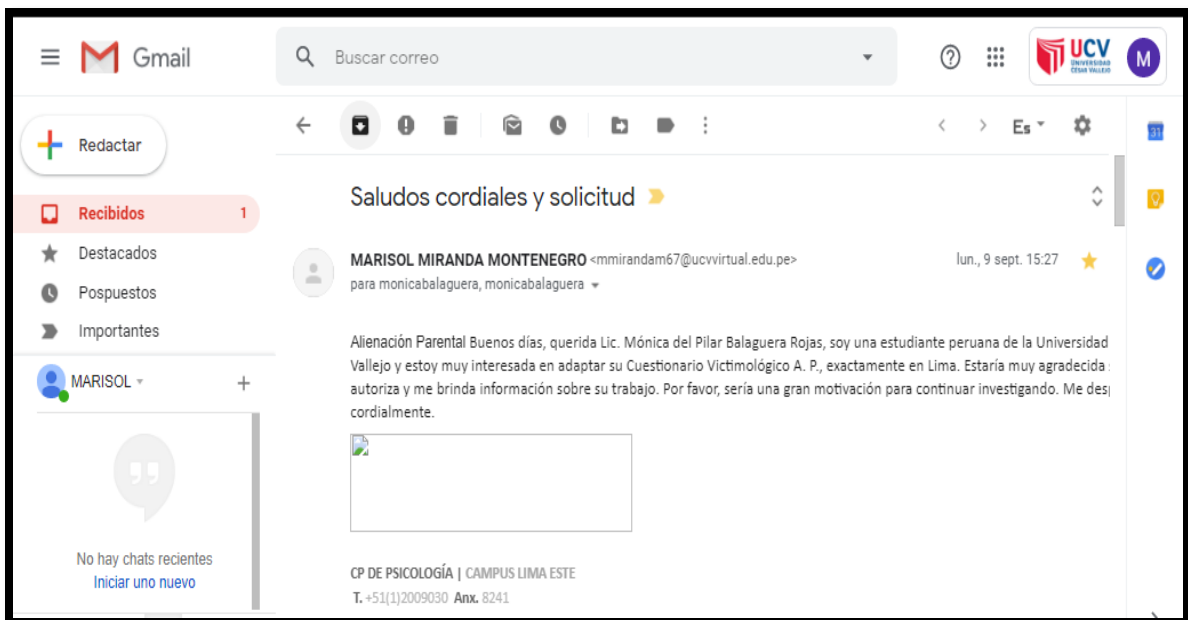 Gmail
Buscar correo
UCV
UNIVERSIDAD
CÉSAR VALLEJO
M
Redactar
Es
31
Recibidos 1
Saludos cordiales y solicitud
Destacados
MARISOL MIRANDA MONTENEGRO <mmirandam67@ucvvirtual.edu.pe> lun., 9 sept. 15:27
para monicabalaguera, monicabalaguera
Pospuestos
Importantes
Alienación Parental Buenos días, querida Lic. Mónica del Pilar Balaguera Rojas, soy una estudiante peruana de la Universidad
Vallejo y estoy muy interesada en adaptar su Cuestionario Victimológico A. P., exactamente en Lima. Estaría muy agradecida
autoriza y me brinda información sobre su trabajo. Por favor, sería una gran motivación para continuar investigando. Me des
cordialmente.
MARISOL
No hay chats recientes
Iniciar uno nuevo
CP DE PSICOLOGÍA | CAMPUS LIMA ESTE
T. +51(1)2009030 Anx. 8241